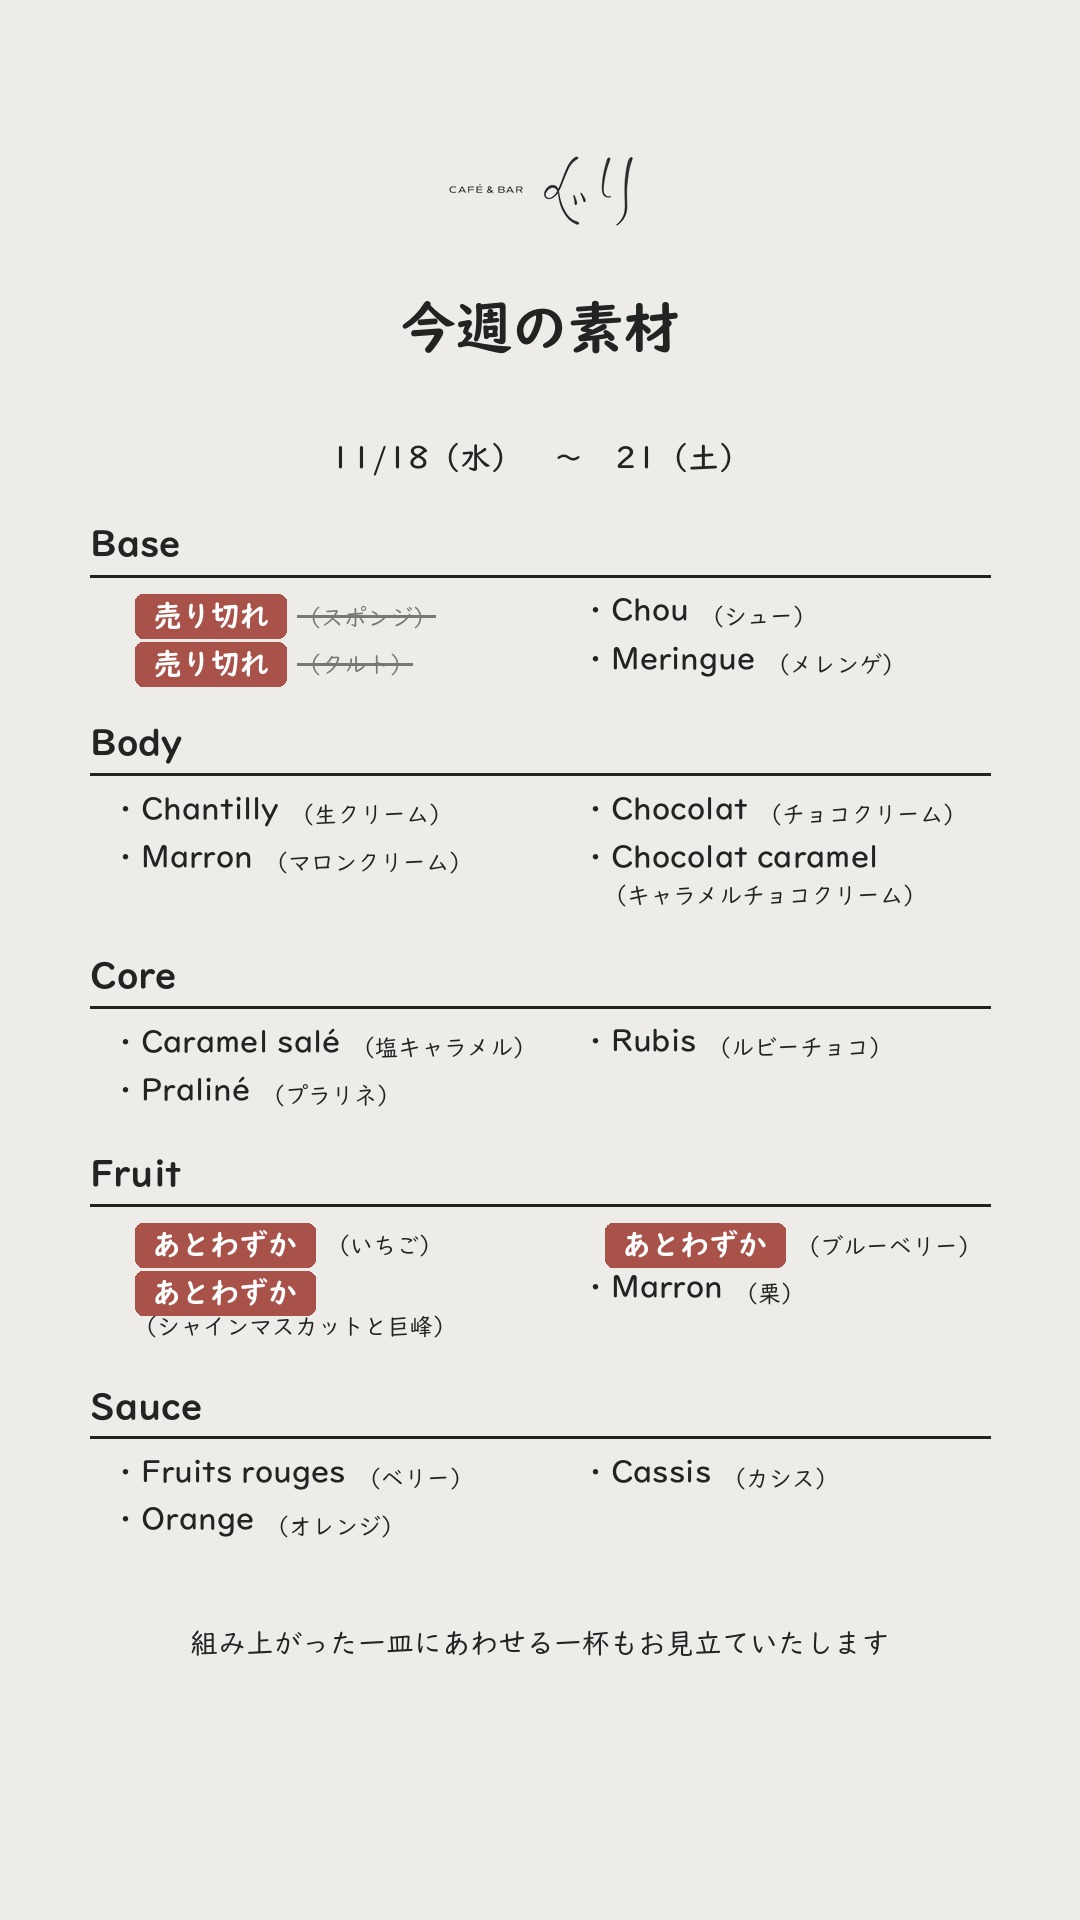 CAFÉ & BAR
今週の素材
11/18（水）　～　21（土）
Base
売り切れ （スポンジ）
売り切れ （タルト）
・Chou （シュー）
・Meringue （メレンゲ）
Body
・Chantilly （生クリーム）
・Marron （マロンクリーム）
・Chocolat （チョコクリーム）
・Chocolat caramel
（キャラメルチョコクリーム）
Core
・Caramel salé （塩キャラメル）
・Praliné （プラリネ）
・Rubis （ルビーチョコ）
Fruit
あとわずか （いちご）
あとわずか
（シャインマスカットと巨峰）
あとわずか （ブルーベリー）
・Marron （栗）
Sauce
・Fruits rouges （ベリー）
・Orange （オレンジ）
・Cassis （カシス）
組み上がった一皿にあわせる一杯もお見立ていたします